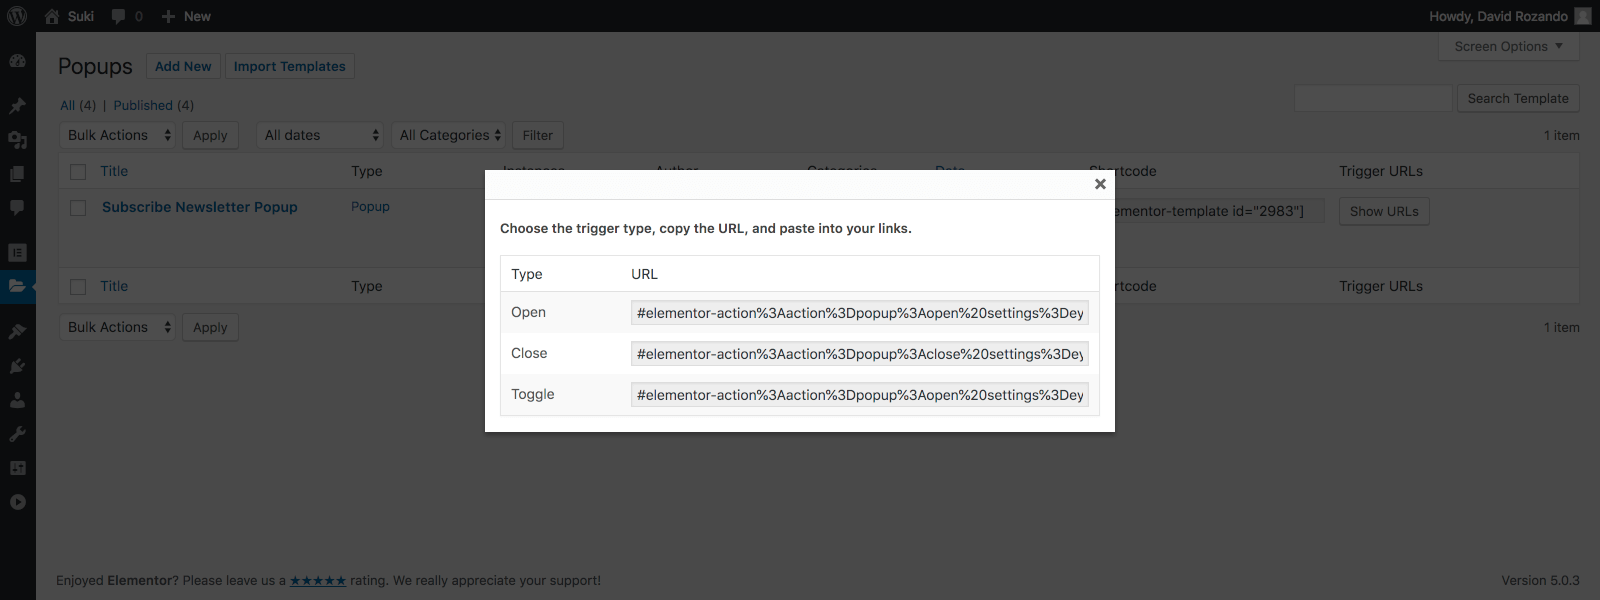 Suki 0 New Howdy, David Rozando
Screen Options
Popups Add New Import Templates
All (4) | Published (4)
Search Template
Bulk Actions Apply All dates All Categories Filter 1 item
Title Type Shortcode Trigger URLs
Subscribe Newsletter Popup Popup ementor-template id="2983"] Show URLs
Choose the trigger type, copy the URL, and paste into your links.
Type URL
Open #elementor-action%3Aaction%3Dpopup%3Aopen%20settings%3Dey
Close #elementor-action%3Aaction%3Dpopup%3Aclose%20settings%3Dey
Toggle #elementor-action%3Aaction%3Dpopup%3Aopen%20settings%3Dey
Title Type rtcode Trigger URLs
Bulk Actions Apply 1 item
Enjoyed Elementor? Please leave us a ★★★★★ rating. We really appreciate your support! Version 5.0.3